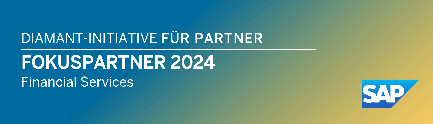 DIAMANT-INITIATIVE FÜR PARTNER
FOKUSPARTNER 2024
Financial Services
SAP